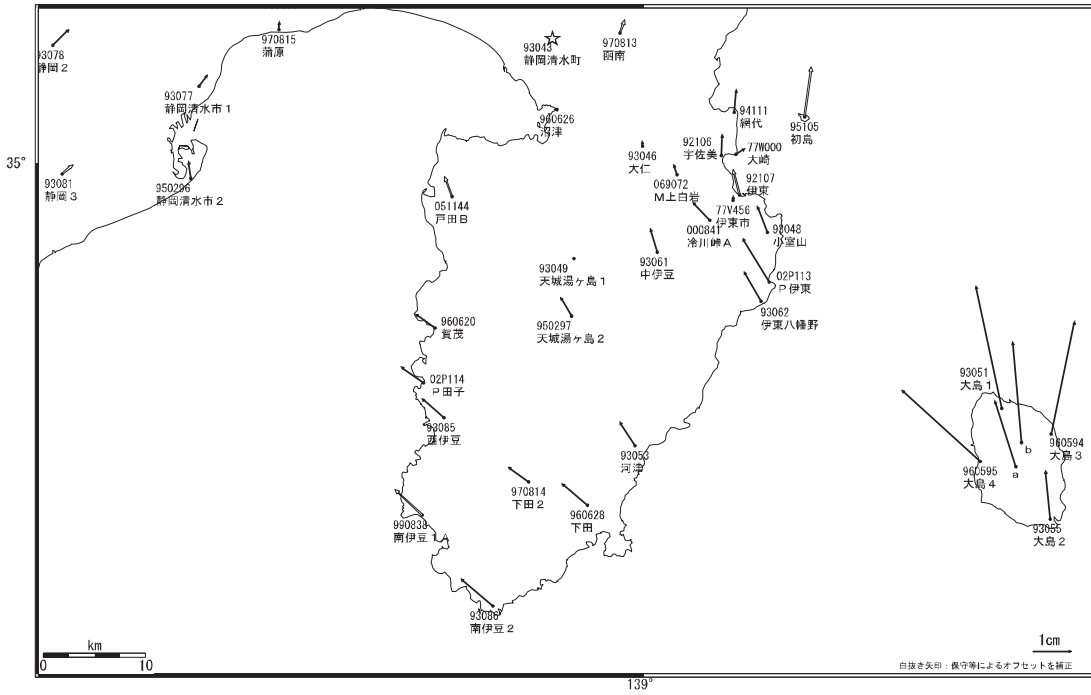 970815
蒲原
93078
静岡２
93043
静岡清水町
970813
函南
93077
静岡清水市１
960626
沼津
94111
網代
95105
初島
35°
93081
静岡３
950296
静岡清水市２
93046
大仁
92106
宇佐美
77W000
大崎
069072
Ｍ上白岩
92107
伊東
051144
戸田Ｂ
77V456
伊東市
000841
冷川峠Ａ
93048
小室山
93061
中伊豆
93049
天城湯ヶ島１
02P113
Ｐ伊東
93062
伊東八幡野
950297
天城湯ヶ島２
960620
賀茂
02P114
Ｐ田子
93051
大島１
93085
西伊豆
93053
河津
960594
大島３
b
a
960595
大島４
970814
下田２
960628
下田
990838
南伊豆１Ａ
93055
大島２
93086
南伊豆２
km
0 10
1cm
白抜き矢印：保守等によるオフセットを補正
139°